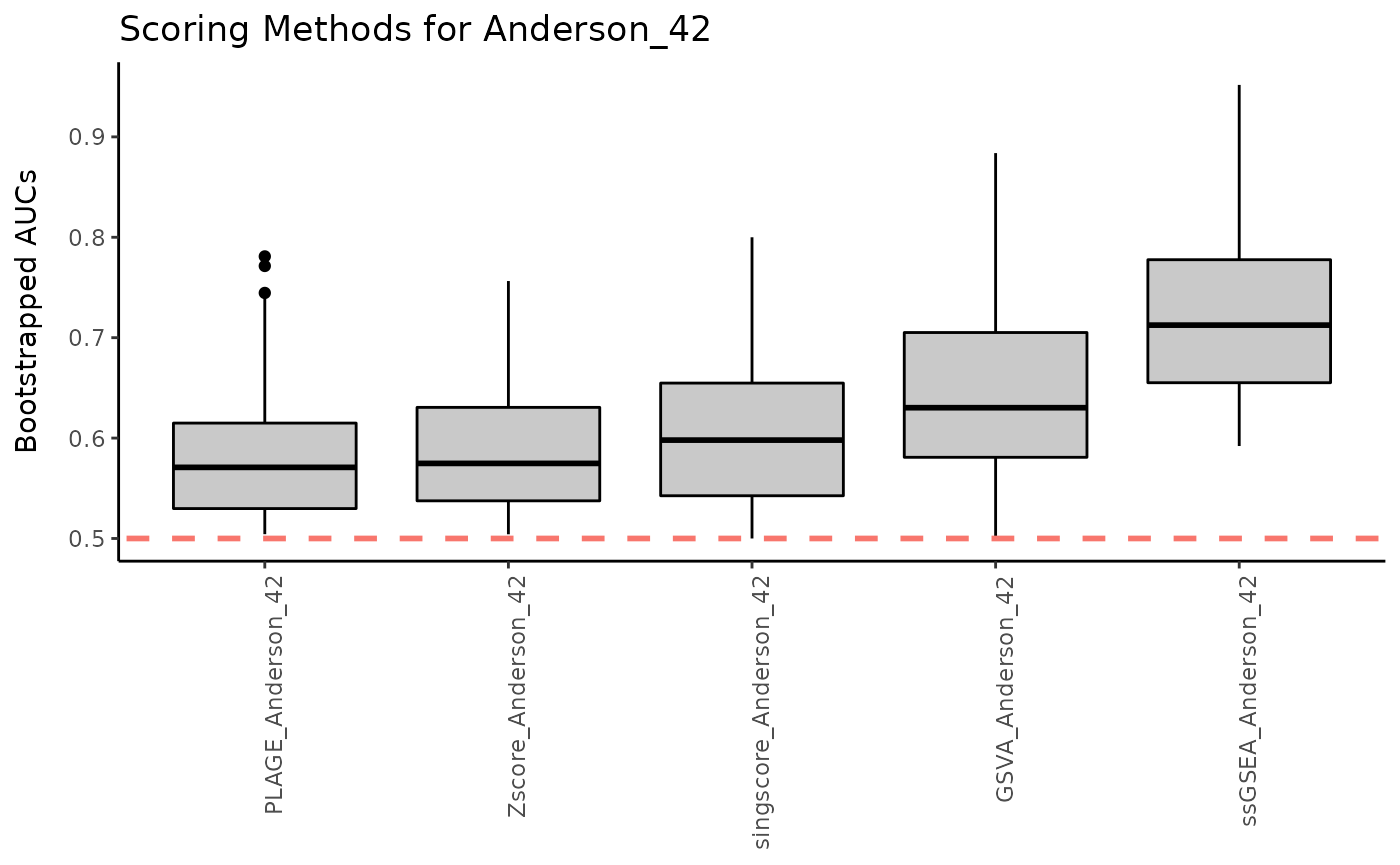 Scoring Methods for Anderson_42
Bootstrapped AUCs
0.9
0.8
0.7
0.6
0.5
PLAGE_Anderson_42
Zscore_Anderson_42
singscore_Anderson_42
GSVA_Anderson_42
ssGSEA_Anderson_42